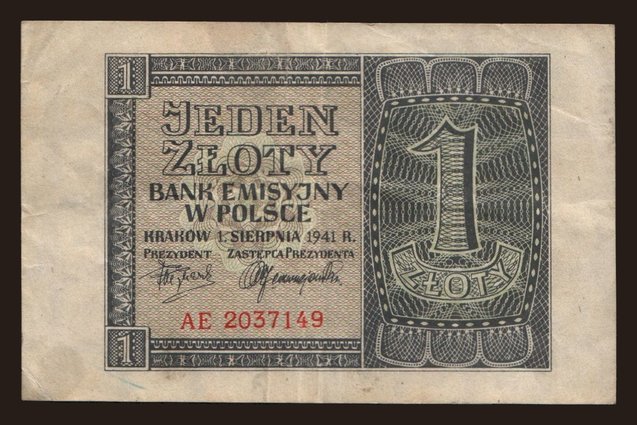 1
JEDEN
ZŁOTY
BANK EMISYJNY
W POLSCE
KRAKÓW 1. SIERPNIA 1941 R.
PREZYDENT ZASTĘPCA PREZYDENTA
AE 2037149
1
1
ZŁOTY